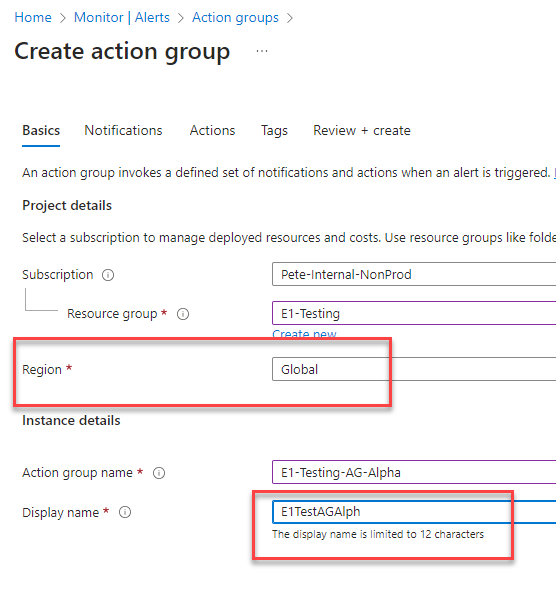 Home > Monitor | Alerts > Action groups >
Create action group ...
Basics Notifications Actions Tags Review + create
An action group invokes a defined set of notifications and actions when an alert is triggered.
Project details
Select a subscription to manage deployed resources and costs. Use resource groups like folde
Subscription Pete-Internal-NonProd
Resource group * E1-Testing
Create new
Region * Global
Instance details
Action group name * E1-Testing-AG-Alpha
Display name * E1TestAGAlph
The display name is limited to 12 characters